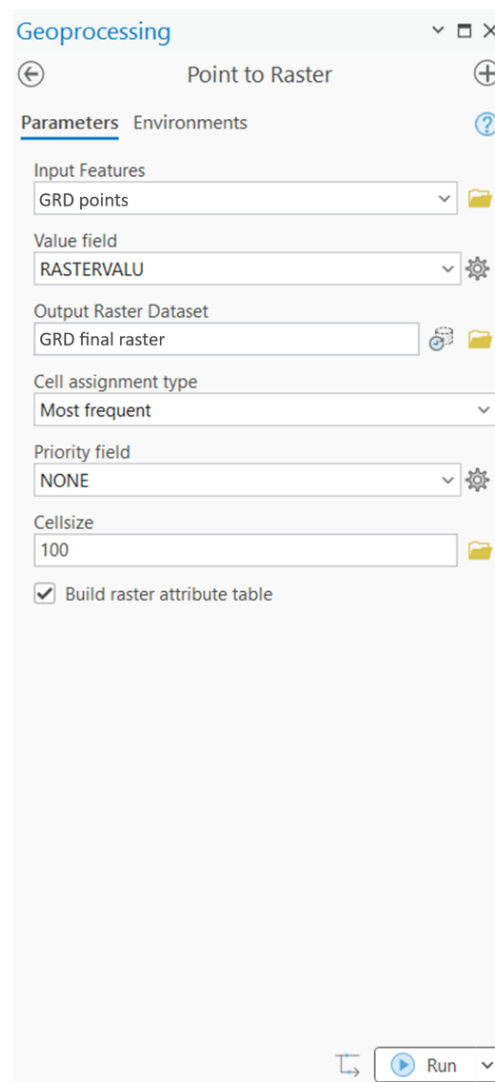 Geoprocessing
Point to Raster
Parameters Environments
Input Features
GRD points
Value field
RASTERVALU
Output Raster Dataset
GRD final raster
Cell assignment type
Most frequent
Priority field
NONE
Cellsize
100
Build raster attribute table
Run